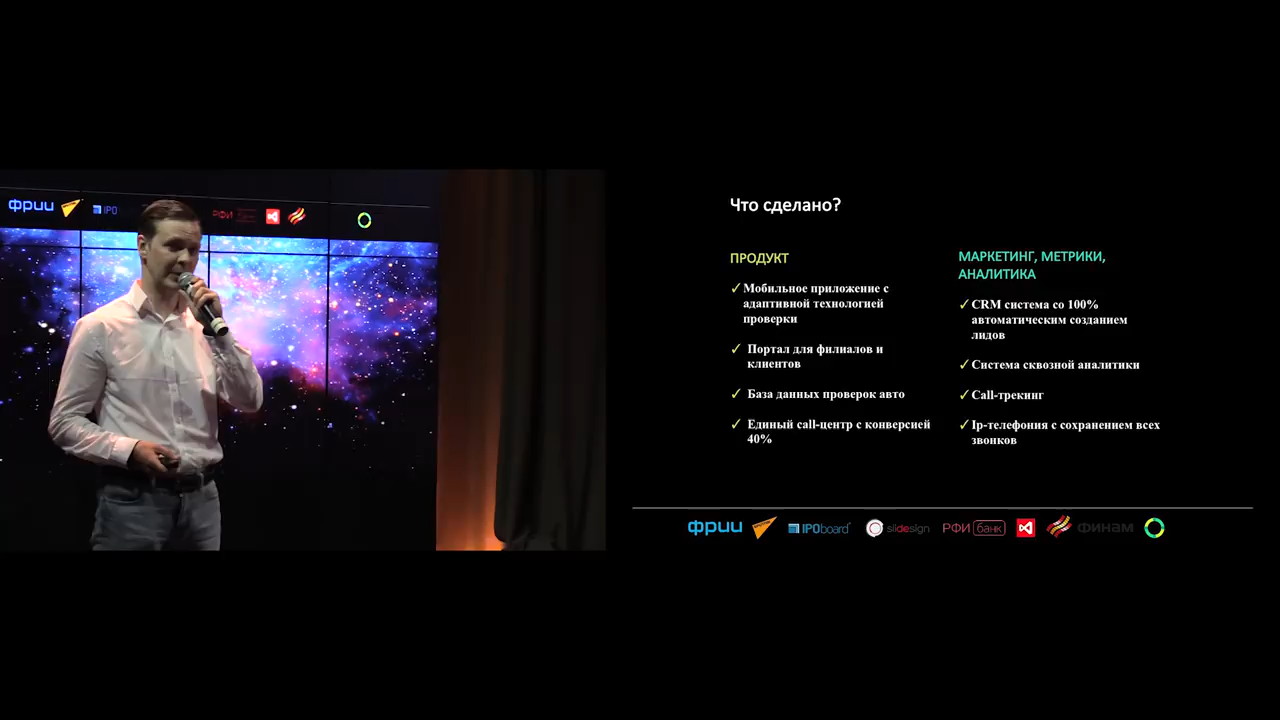 фрии
IPO
РФИ
Что сделано?
ПРОДУКТ
✓Мобильное приложение с
адаптивной технологией
проверки
✓ Портал для филиалов и
клиентов
✓ База данных проверок авто
✓ Единый call-центр с конверсией
40%
МАРКЕТИНГ, МЕТРИКИ,
АНАЛИТИКА
✓CRM система со 100%
автоматическим созданием
лидов
✓Система сквозной аналитики
✓Call-трекинг
✓Ip-телефония с сохранением всех
звонков
фрии IPOboard slidesign РФИ банк финам